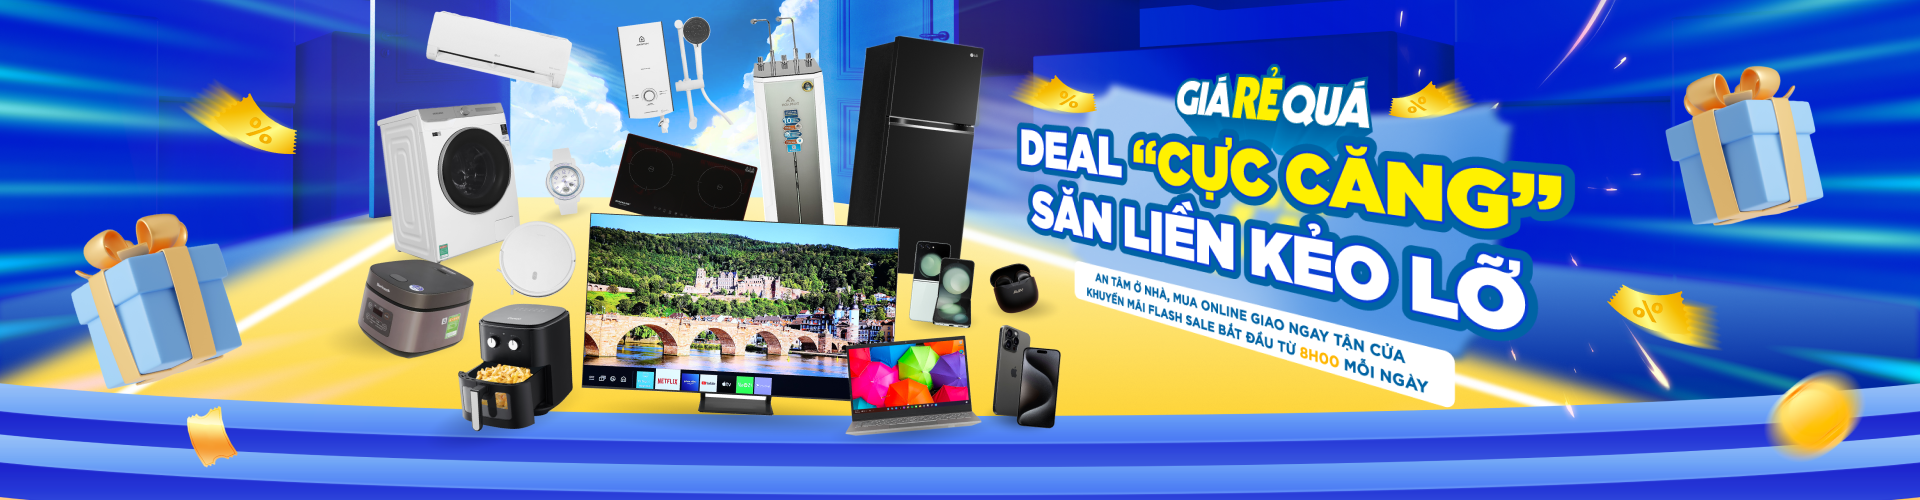 GIÁ RẺ QUÁ
DEAL “CỰC CĂNG”
SĂN LIỀN KẺO LỠ
AN TÂM Ở NHÀ, MUA ONLINE GIAO NGAY TẬN CỬA
KHUYẾN MÃI FLASH SALE BẮT ĐẦU TỪ 8H00 MỖI NGÀY
%
%
%
%
LG
NETFLIX